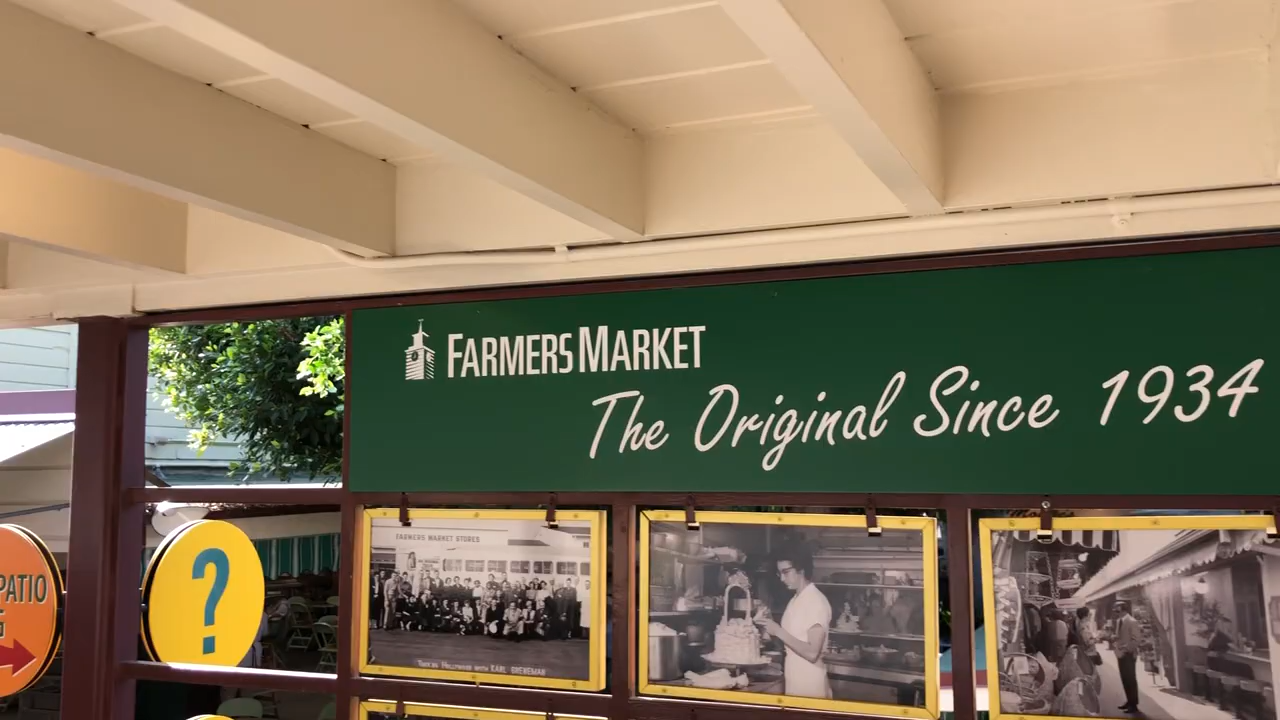 FARMERS MARKET
The Original Since 1934
PATIO
?
FARMERS MARKET STORES